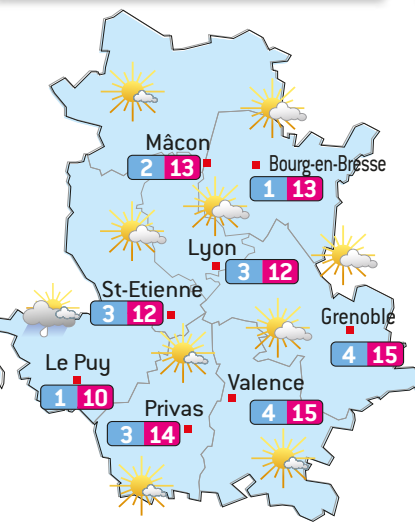 Mâcon
2 13
Bourg-en-Bresse
1 13
Lyon
3 12
St-Etienne
3 12
Grenoble
4 15
Le Puy
1 10
Valence
4 15
Privas
3 14